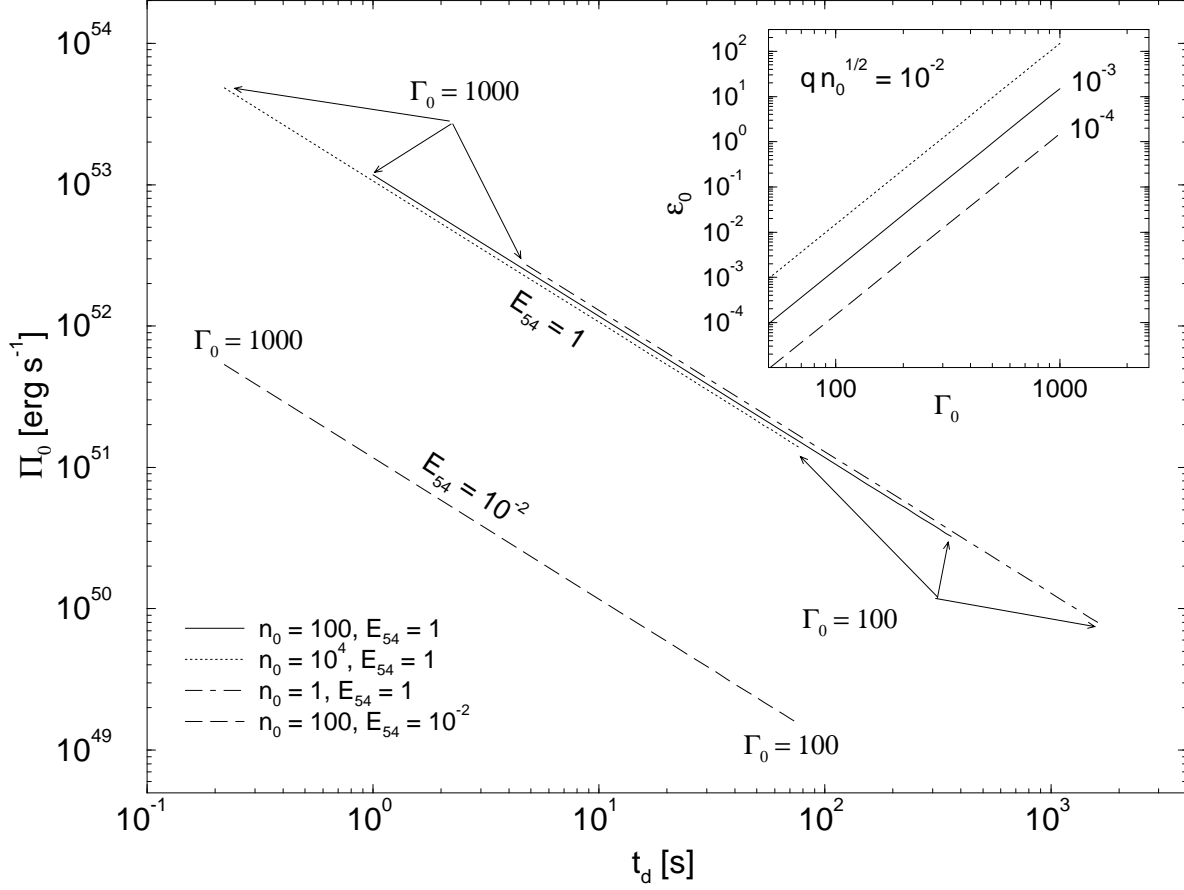 10^54
10^53
10^52
10^51
10^50
10^49
Π_0 [erg s^-1]
10^-1
10^0
10^1
10^2
10^3
t_d [s]
Γ_0 = 1000
E_54 = 1
Γ_0 = 1000
E_54 = 10^-2
Γ_0 = 100
Γ_0 = 100
n_0 = 100, E_54 = 1
n_0 = 10^4, E_54 = 1
n_0 = 1, E_54 = 1
n_0 = 100, E_54 = 10^-2
10^2
10^1
10^0
10^-1
10^-2
10^-3
10^-4
ε_0
q n_0^1/2 = 10^-2
10^-3
10^-4
100
1000
Γ_0